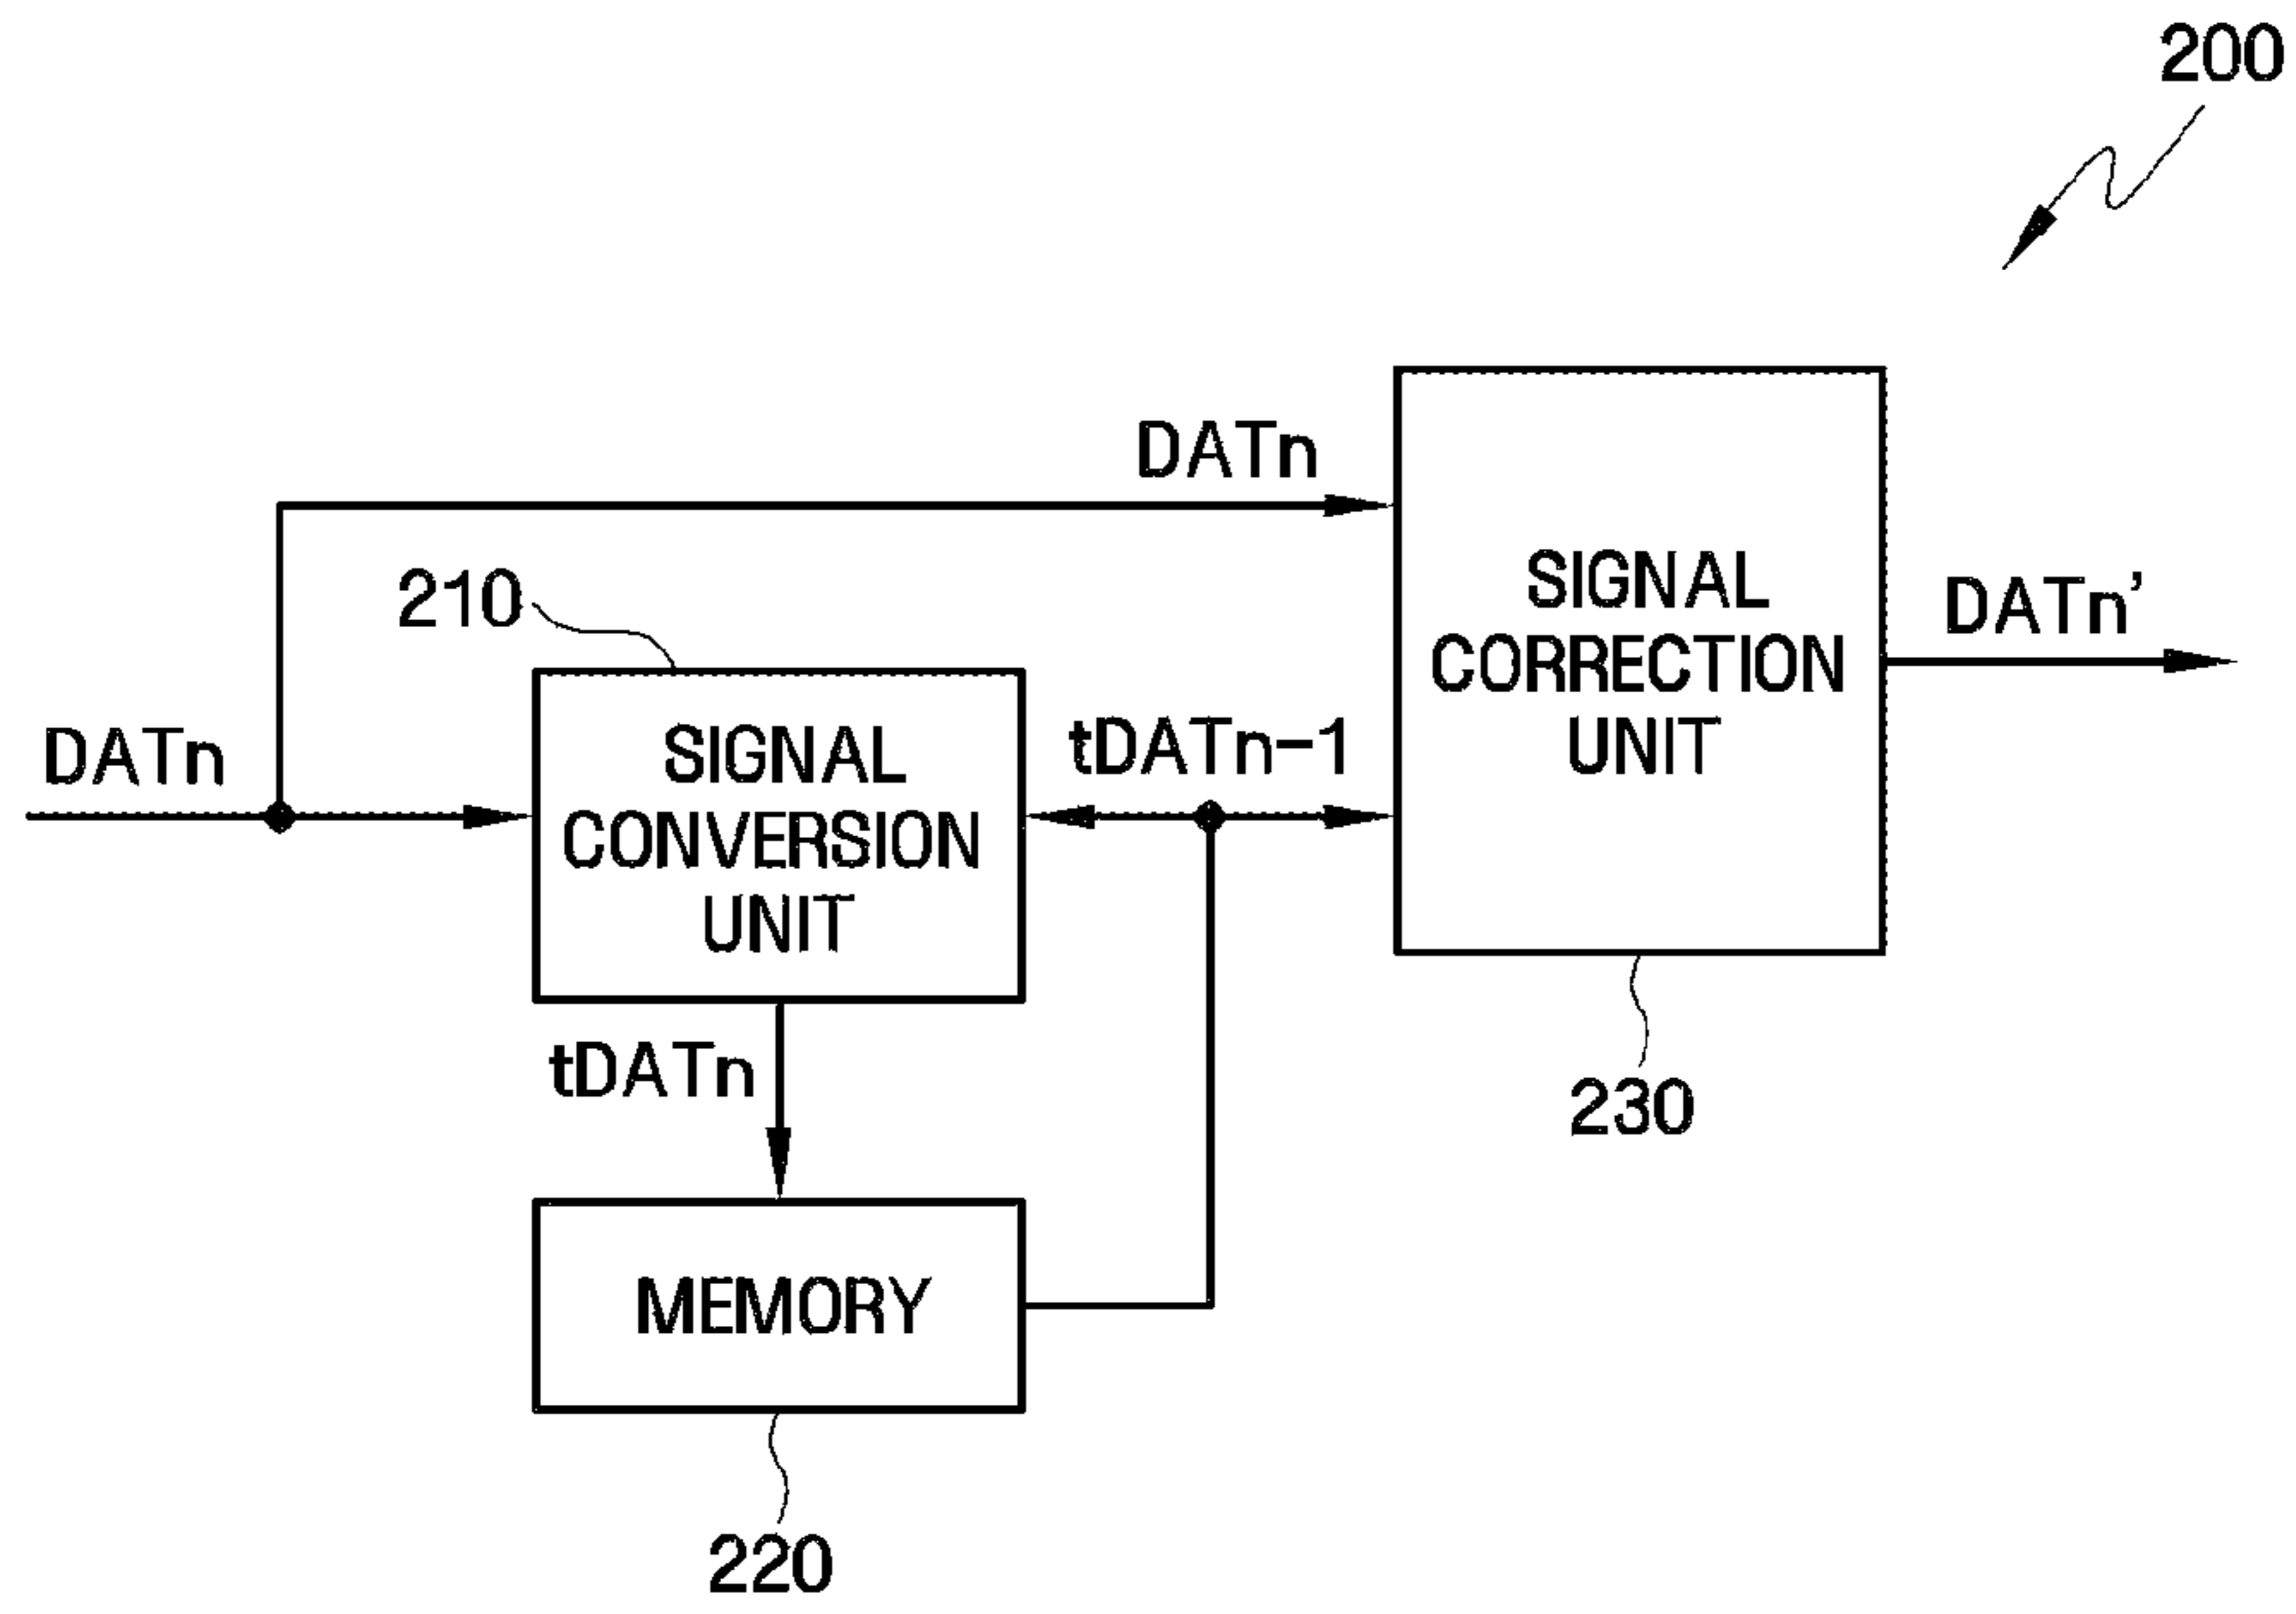 200
DATn
SIGNAL
CORRECTION
UNIT
DATn'
210
DATn
SIGNAL
CONVERSION
UNIT
tDATn-1
tDATn
230
MEMORY
220